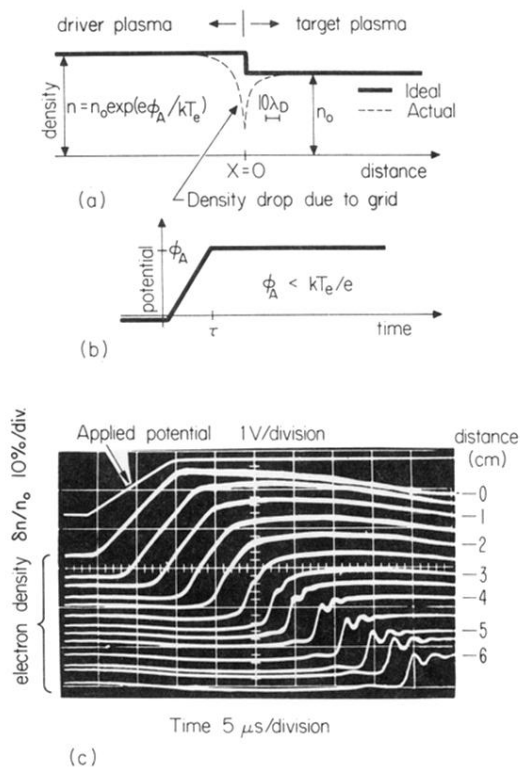 driver plasma ← → target plasma
density
n = n₀exp(eϕ_A/kTₑ)
10λ_D
n₀
Ideal
Actual
X=0
distance
(a)
Density drop due to grid
potential
ϕ_A
ϕ_A < kTₑ/e
τ
time
(b)
electron density δn/n₀ 10%/div.
Applied potential 1V/division
distance
(cm)
0
1
2
3
4
5
6
Time 5 μs/division
(c)